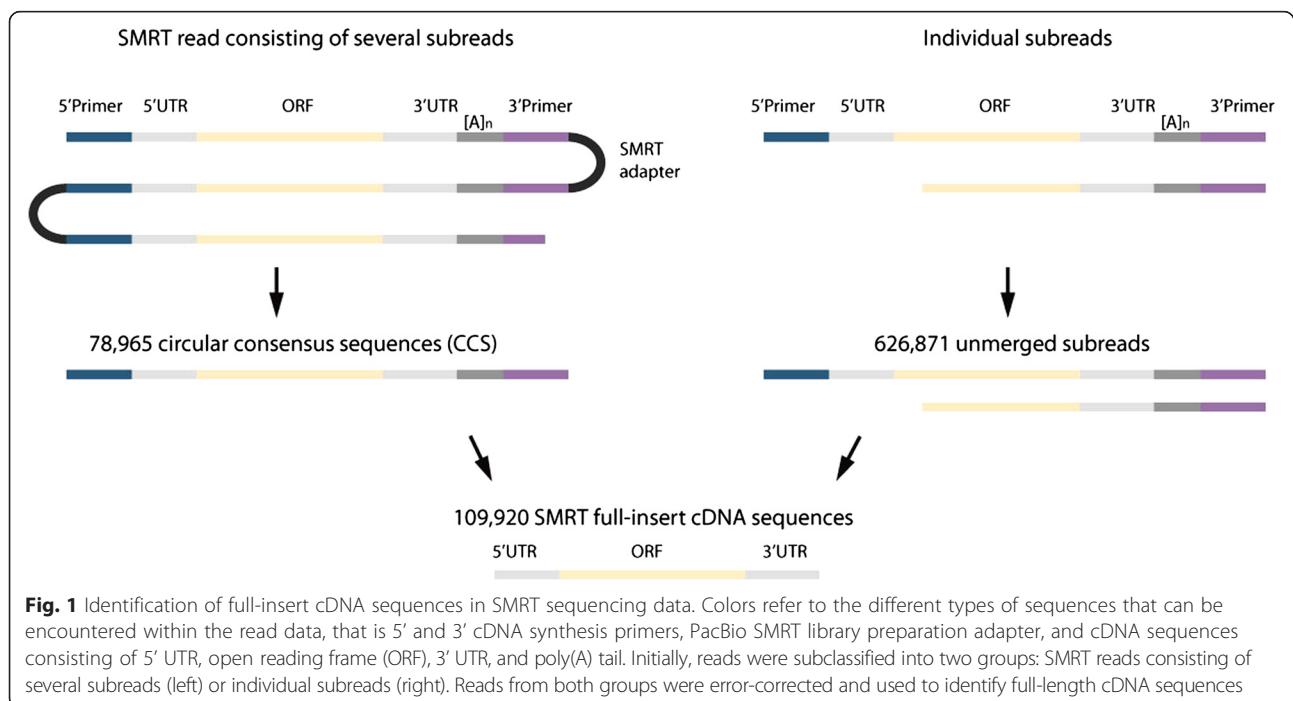 SMRT read consisting of several subreads
5'Primer 5'UTR ORF 3'UTR [A]n 3'Primer
SMRT
adapter
78,965 circular consensus sequences (CCS)
Individual subreads
5'Primer 5'UTR ORF 3'UTR [A]n 3'Primer
626,871 unmerged subreads
109,920 SMRT full-insert cDNA sequences
5'UTR ORF 3'UTR
Fig. 1 Identification of full-insert cDNA sequences in SMRT sequencing data. Colors refer to the different types of sequences that can be
encountered within the read data, that is 5′ and 3′ cDNA synthesis primers, PacBio SMRT library preparation adapter, and cDNA sequences
consisting of 5′ UTR, open reading frame (ORF), 3′ UTR, and poly(A) tail. Initially, reads were subclassified into two groups: SMRT reads consisting of
several subreads (left) or individual subreads (right). Reads from both groups were error-corrected and used to identify full-length cDNA sequences